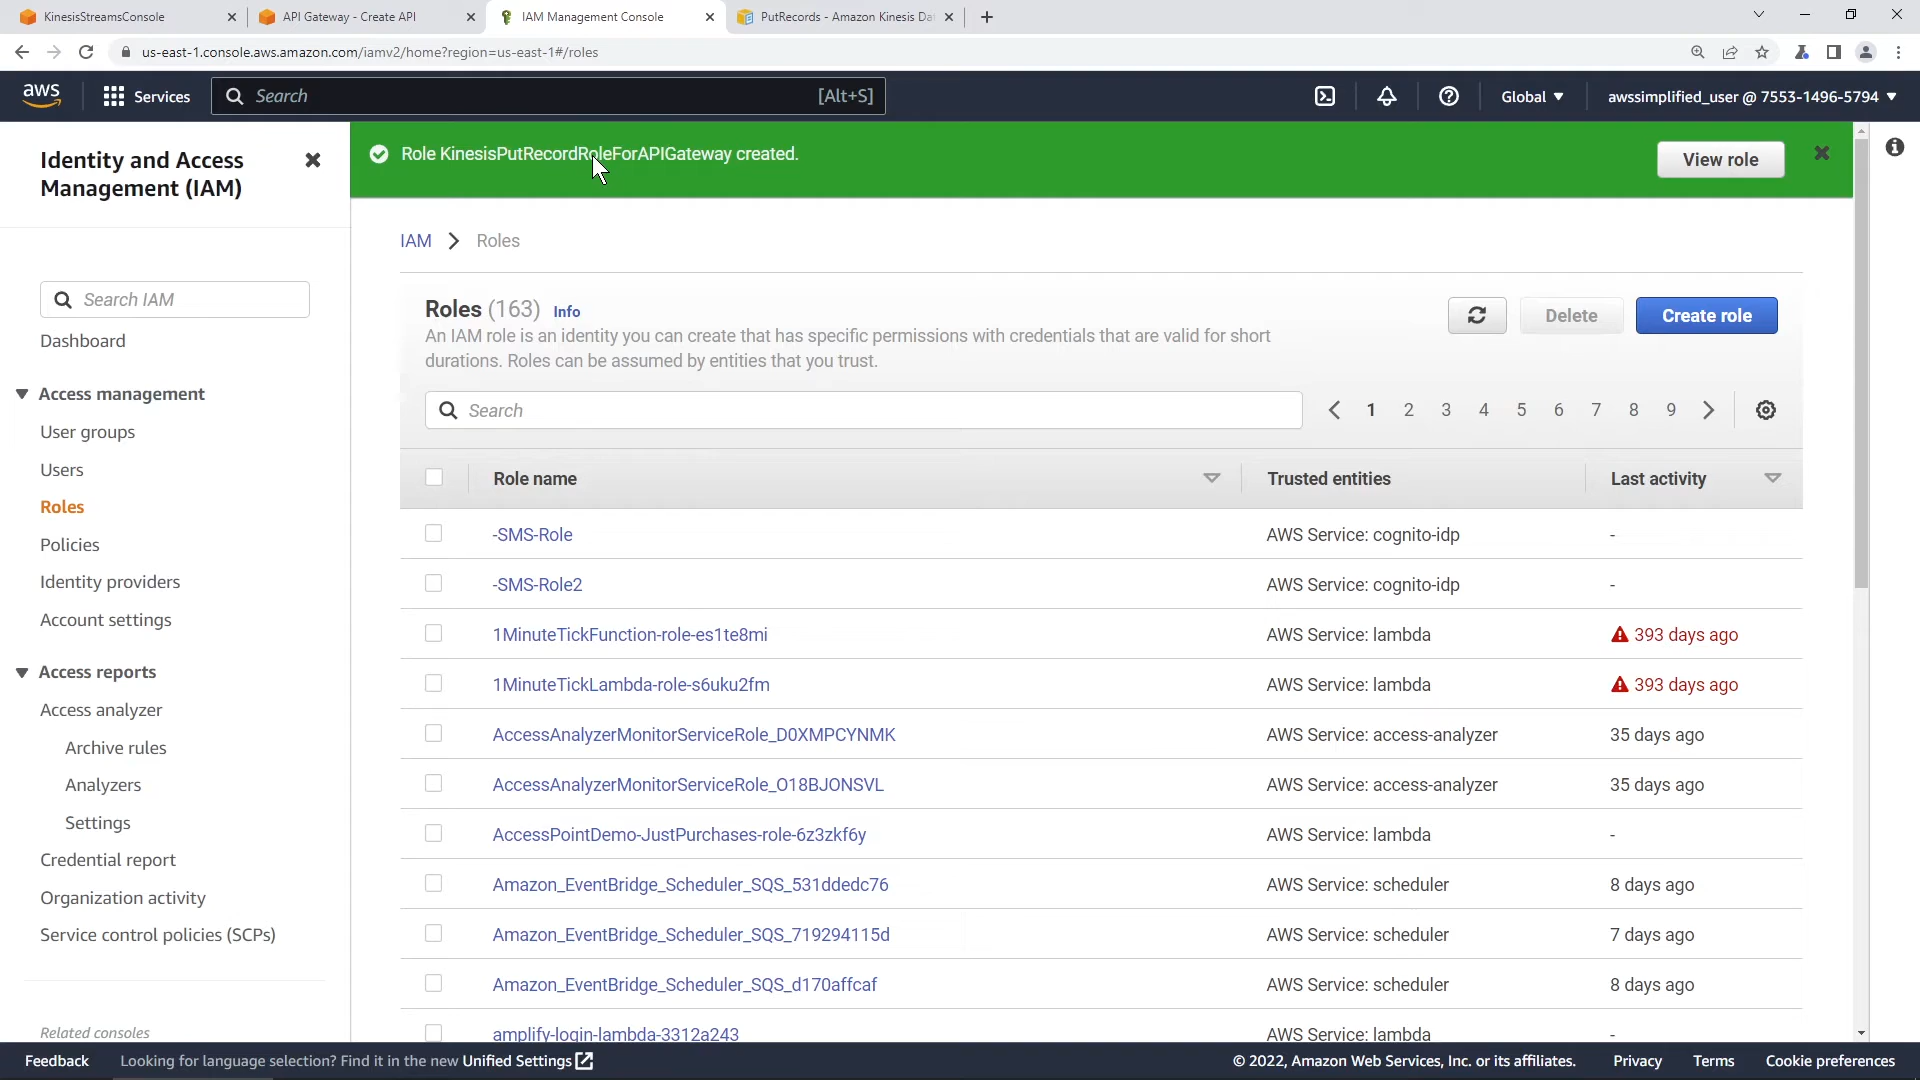 KinesisStreamsConsole
API Gateway - Create API
IAM Management Console
PutRecords - Amazon Kinesis Da
us-east-1.console.aws.amazon.com/iamv2/home?region=us-east-1#/roles
aws
Services
Search
[Alt+S]
Global
awssimplified_user @ 7553-1496-5794
Identity and Access
Management (IAM)
Search IAM
Dashboard
Access management
User groups
Users
Roles
Policies
Identity providers
Account settings
Access reports
Access analyzer
Archive rules
Analyzers
Settings
Credential report
Organization activity
Service control policies (SCPs)
Related consoles
Role KinesisPutRecordRoleForAPIGateway created.
View role
IAM > Roles
Roles (163) Info
An IAM role is an identity you can create that has specific permissions with credentials that are valid for short
durations. Roles can be assumed by entities that you trust.
Delete
Create role
Search
1 2 3 4 5 6 7 8 9
Role name Trusted entities Last activity
-SMS-Role AWS Service: cognito-idp -
-SMS-Role2 AWS Service: cognito-idp -
1MinuteTickFunction-role-es1te8mi AWS Service: lambda 393 days ago
1MinuteTickLambda-role-s6uku2fm AWS Service: lambda 393 days ago
AccessAnalyzerMonitorServiceRole_D0XMPCYNMK AWS Service: access-analyzer 35 days ago
AccessAnalyzerMonitorServiceRole_O18BJONSVL AWS Service: access-analyzer 35 days ago
AccessPointDemo-JustPurchases-role-6z3zkf6y AWS Service: lambda -
Amazon_EventBridge_Scheduler_SQS_531ddedc76 AWS Service: scheduler 8 days ago
Amazon_EventBridge_Scheduler_SQS_719294115d AWS Service: scheduler 7 days ago
Amazon_EventBridge_Scheduler_SQS_d170affcaf AWS Service: scheduler 8 days ago
amplify-login-lambda-3312a243 AWS Service: lambda -
Feedback
Looking for language selection? Find it in the new Unified Settings
© 2022, Amazon Web Services, Inc. or its affiliates.
Privacy
Terms
Cookie preferences